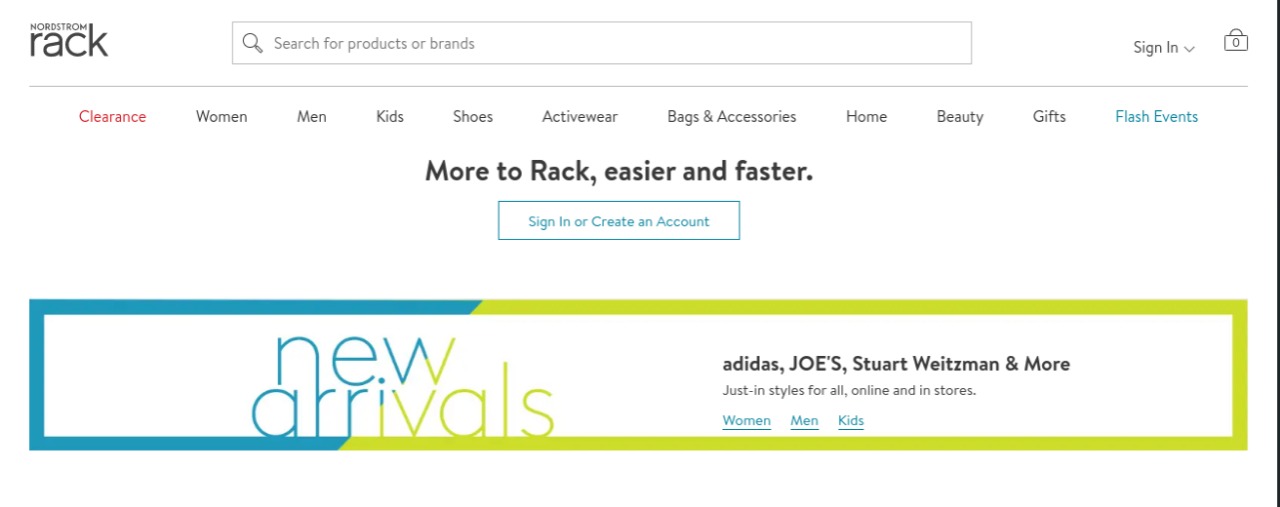 NORDSTROM
rack
Search for products or brands
Sign In
0
Clearance Women Men Kids Shoes Activewear Bags & Accessories Home Beauty Gifts Flash Events
More to Rack, easier and faster.
Sign In or Create an Account
new
arrivals
adidas, JOE'S, Stuart Weitzman & More
Just-in styles for all, online and in stores.
Women Men Kids